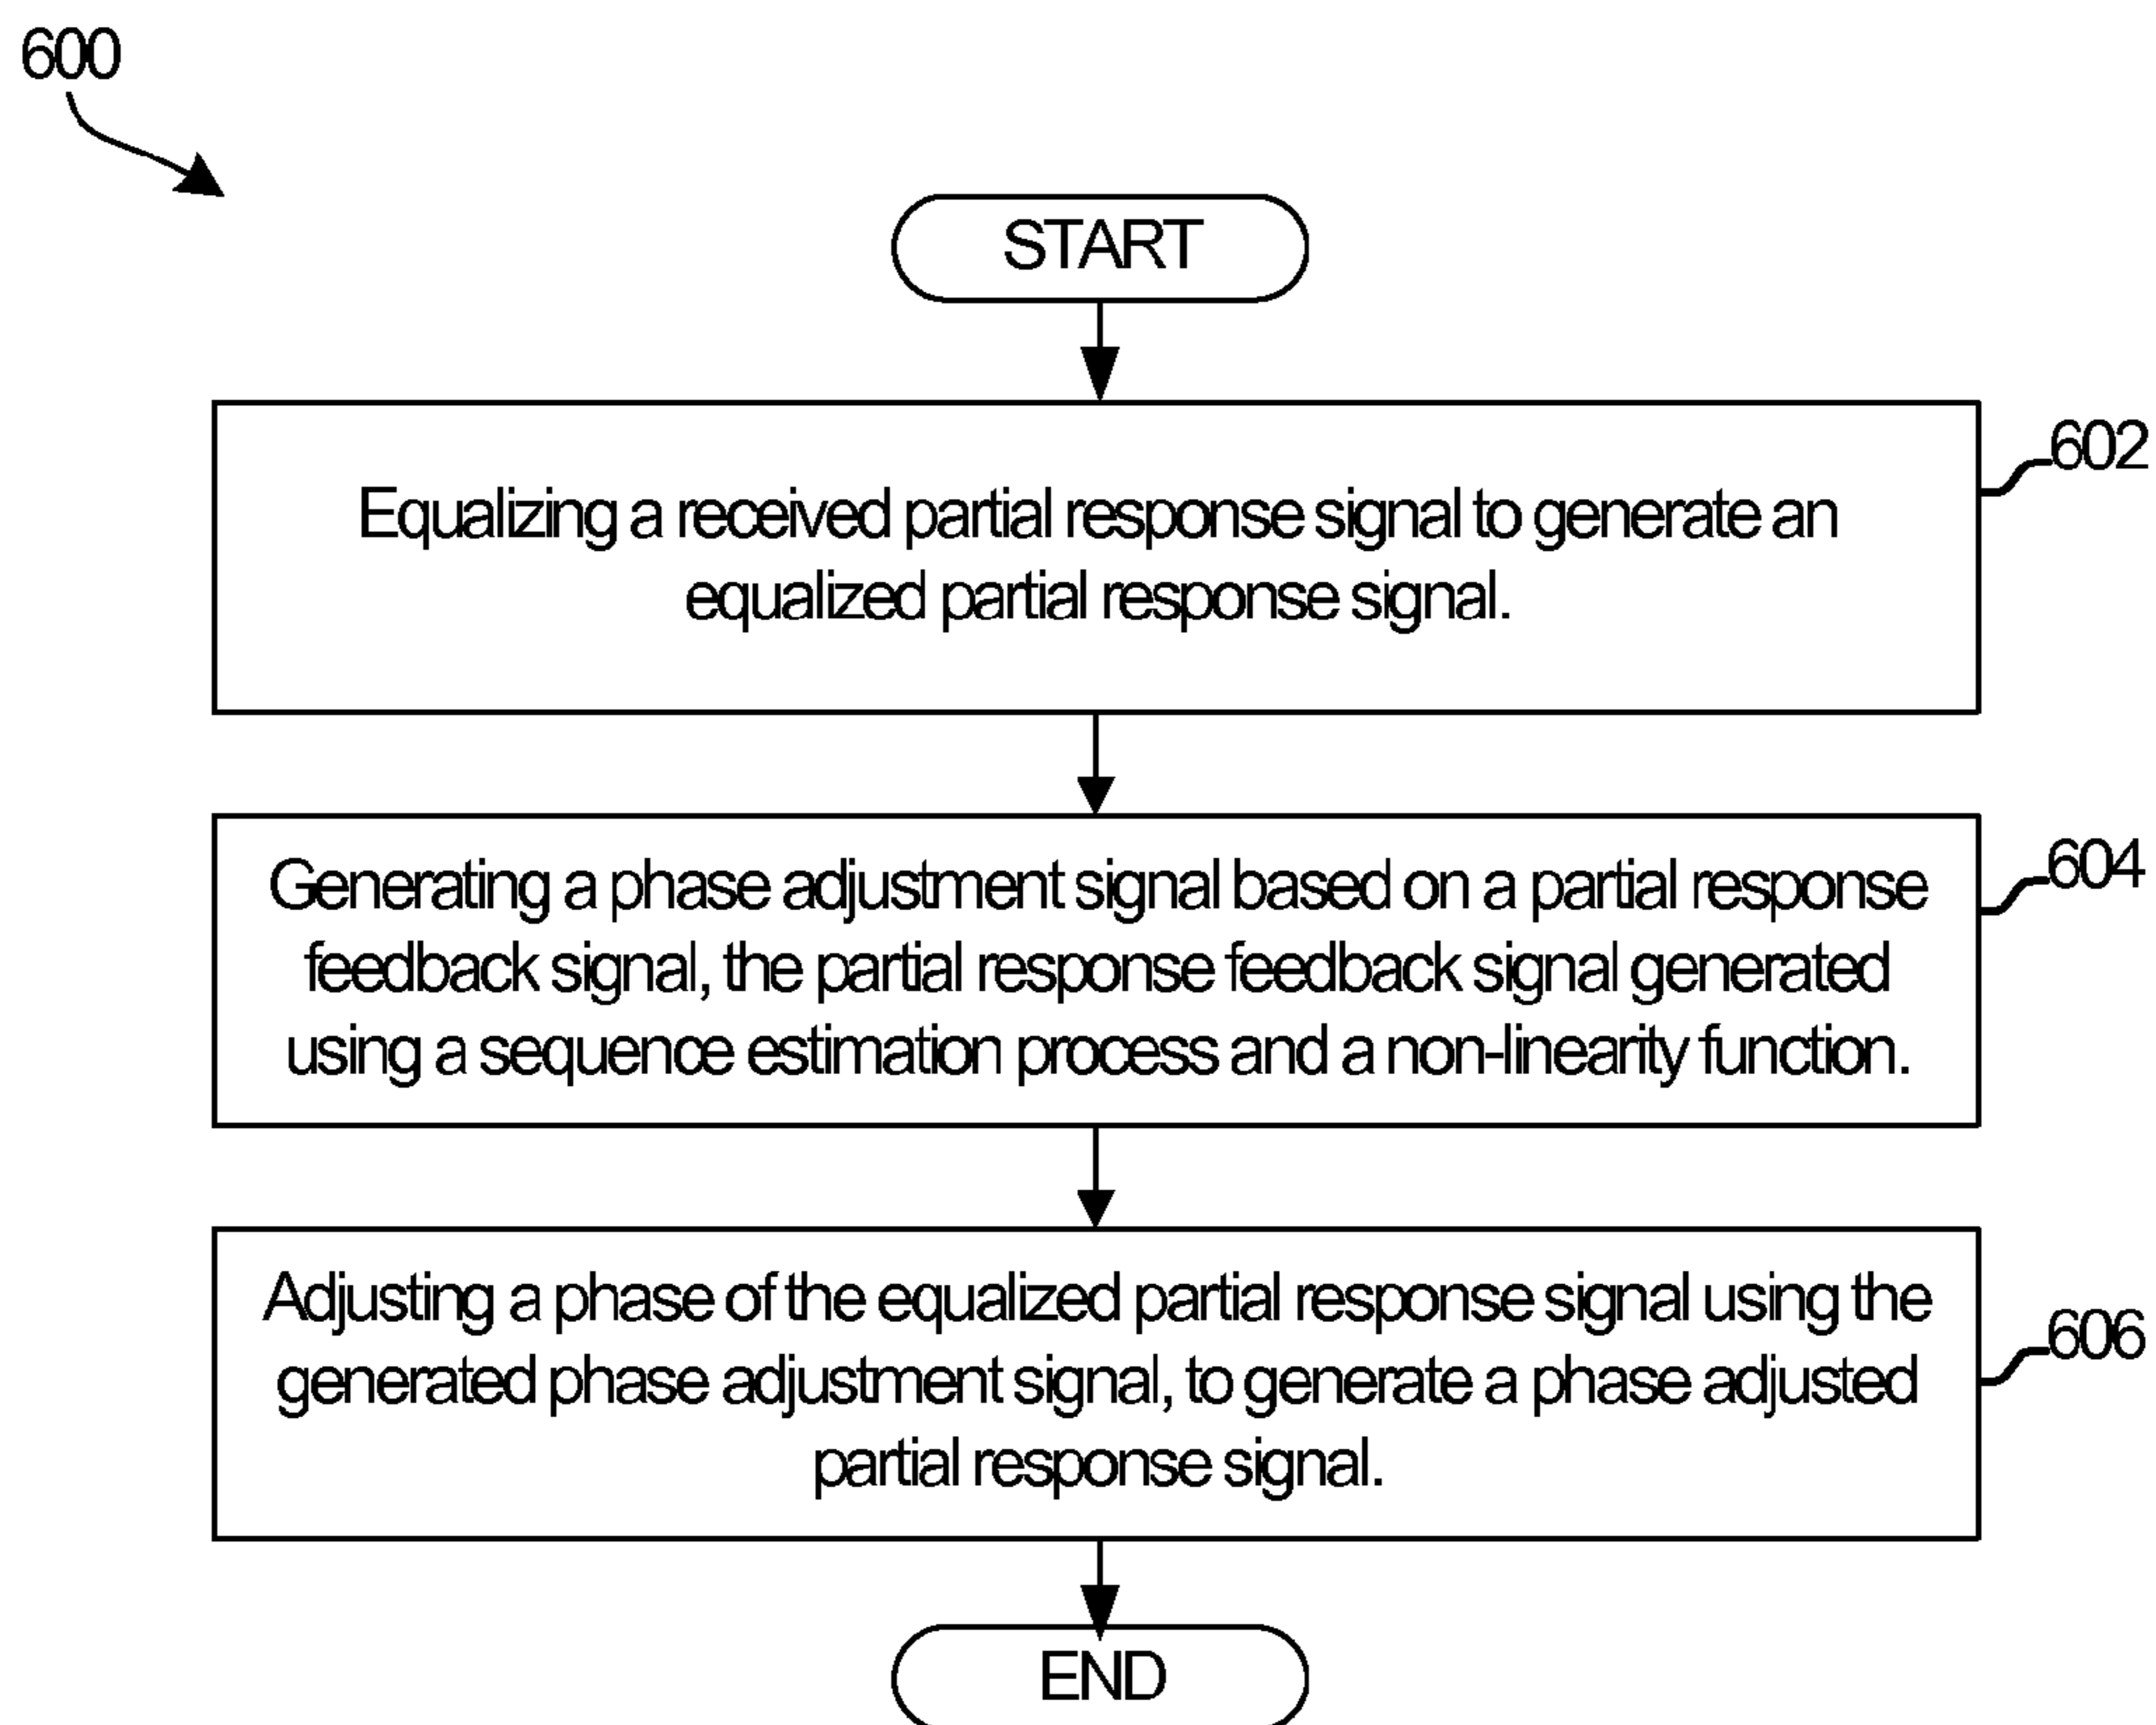 600
START
602
Equalizing a received partial response signal to generate an
equalized partial response signal.
604
Generating a phase adjustment signal based on a partial response
feedback signal, the partial response feedback signal generated
using a sequence estimation process and a non-linearity function.
606
Adjusting a phase of the equalized partial response signal using the
generated phase adjustment signal, to generate a phase adjusted
partial response signal.
END